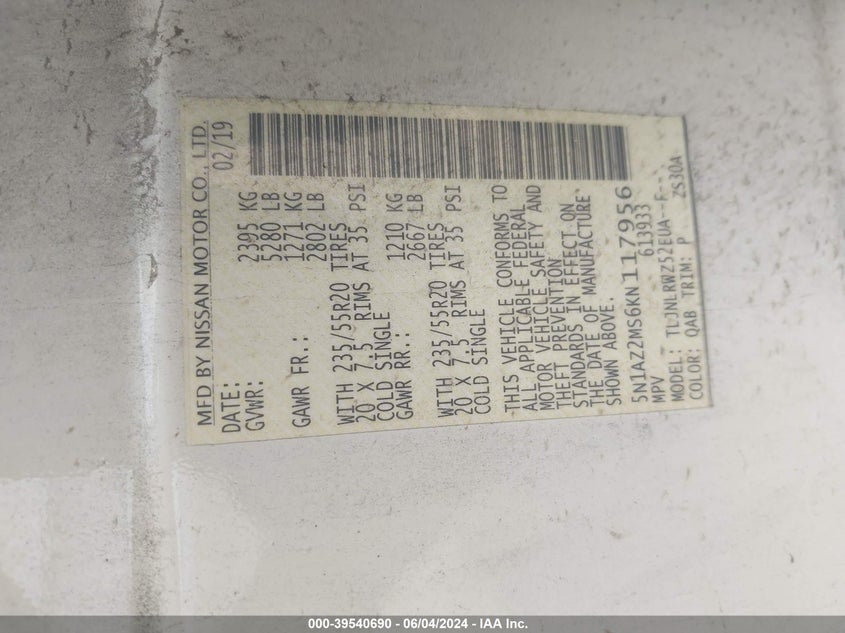 MFD BY NISSAN MOTOR CO., LTD.
DATE: 02/19
GVWR: 2395 KG
5280 LB
GAWR FR.: 1271 KG
2802 LB
WITH 235/55R20 TIRES
20 X 7.5 RIMS AT 35 PSI
COLD SINGLE
GAWR RR.: 1210 KG
2667 LB
WITH 235/55R20 TIRES
20 X 7.5 RIMS AT 35 PSI
COLD SINGLE
THIS VEHICLE CONFORMS TO
ALL APPLICABLE FEDERAL
MOTOR VEHICLE SAFETY AND
THEFT PREVENTION
STANDARDS IN EFFECT ON
THE DATE OF MANUFACTURE
SHOWN ABOVE.
5N1AZ2MS6KN117956
MPV 613933
MODEL: TLJNLRWZ52EUA--F--
COLOR: QAB TRIM: P ZS30A
000-39540690 - 06/04/2024 - IAA Inc.